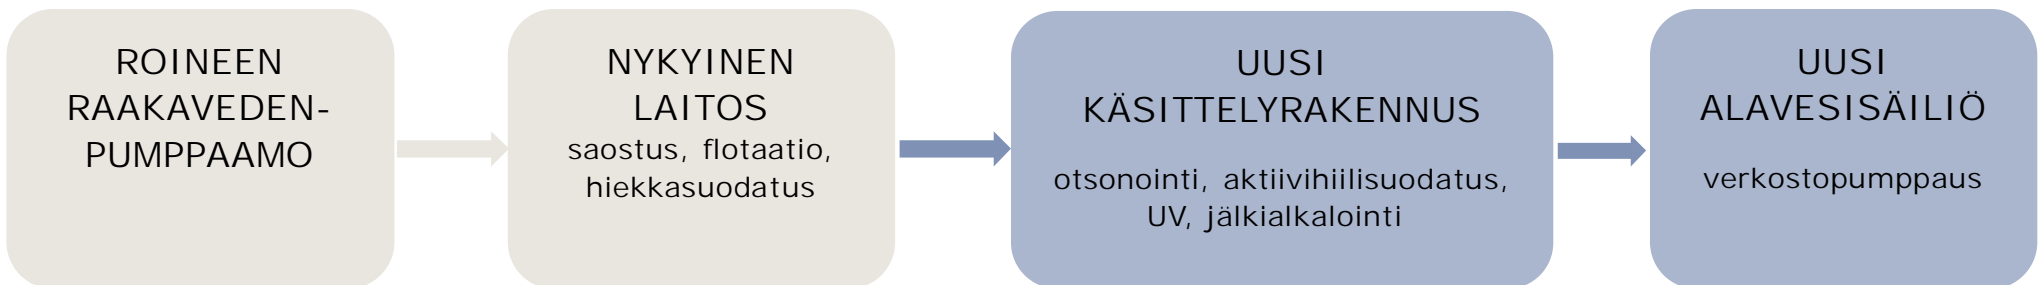 ROINEEN
RAAKAVEDEN-
PUMPPAAMO
NYKYINEN
LAITOS
saostus, flotaatio,
hiekkasuodatus
UUSI
KÄSITTELYRAKENNUS
otsonointi, aktiivihiilisuodatus,
UV, jälkialkalointi
UUSI
ALAVESISÄILIÖ
verkostopumppaus